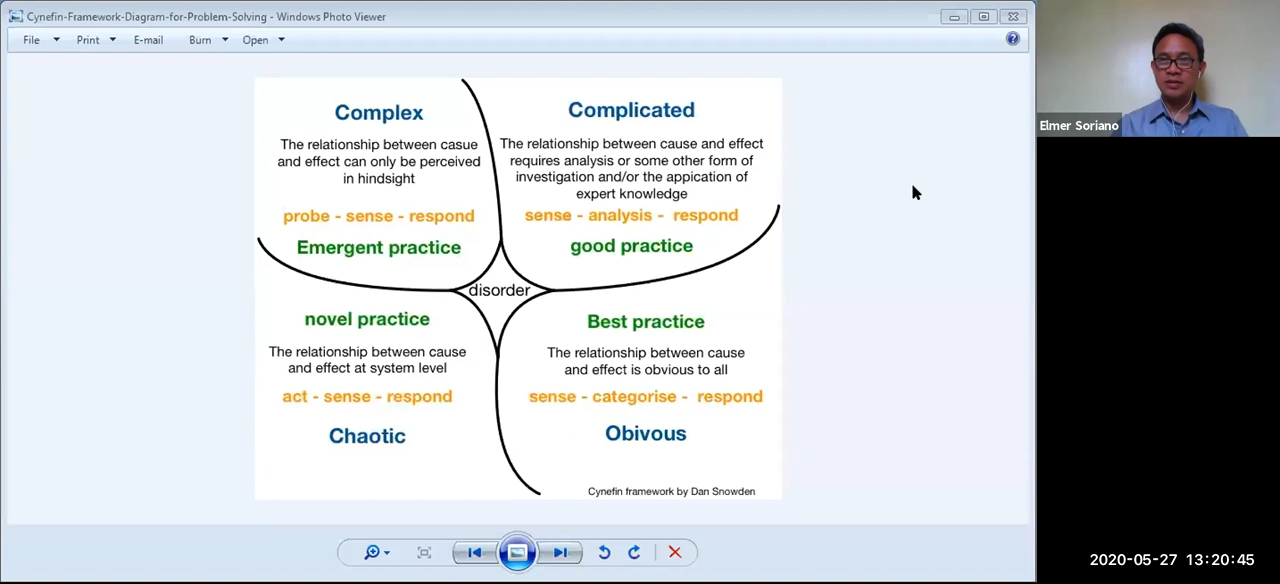 Cynefin-Framework-Diagram-for-Problem-Solving - Windows Photo Viewer
File Print E-mail Burn Open
Complex
The relationship between casue
and effect can only be perceived
in hindsight
probe - sense - respond
Emergent practice
Complicated
The relationship between cause and effect
requires analysis or some other form of
investigation and/or the appication of
expert knowledge
sense - analysis - respond
good practice
disorder
novel practice
The relationship between cause
and effect at system level
act - sense - respond
Chaotic
Best practice
The relationship between cause
and effect is obvious to all
sense - categorise - respond
Obivous
Cynefin framework by Dan Snowden
Elmer Soriano
2020-05-27 13:20:45